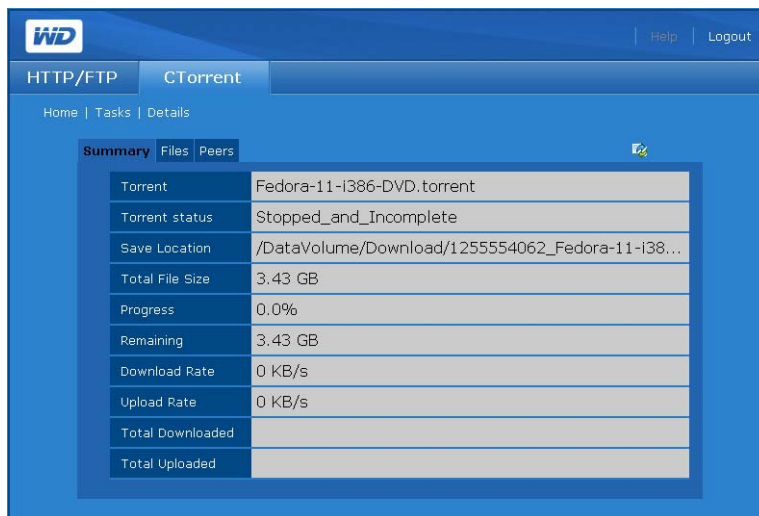 WD
Help | Logout
HTTP/FTP CTorrent
Home | Tasks | Details
Summary Files Peers
Torrent Fedora-11-i386-DVD.torrent
Torrent status Stopped_and_Incomplete
Save Location /DataVolume/Download/1255554062_Fedora-11-i38...
Total File Size 3.43 GB
Progress 0.0%
Remaining 3.43 GB
Download Rate 0 KB/s
Upload Rate 0 KB/s
Total Downloaded
Total Uploaded